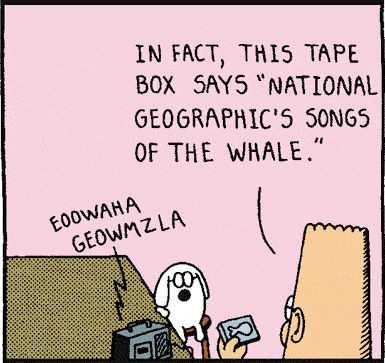 IN FACT, THIS TAPE
BOX SAYS "NATIONAL
GEOGRAPHIC'S SONGS
OF THE WHALE."
EOOWAHA
GEOWMZLA